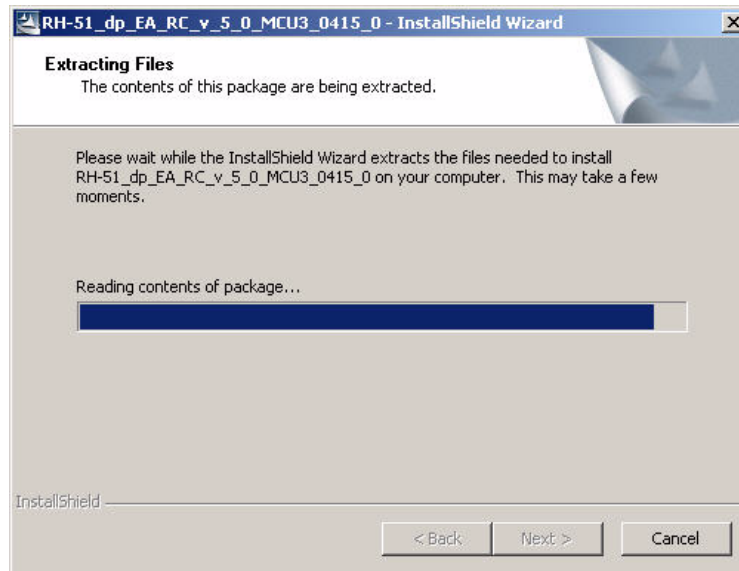 RH-51_dp_EA_RC_v_5_0_MCU3_0415_0 - InstallShield Wizard
Extracting Files
The contents of this package are being extracted.
Please wait while the InstallShield Wizard extracts the files needed to install
RH-51_dp_EA_RC_v_5_0_MCU3_0415_0 on your computer. This may take a few
moments.
Reading contents of package...
InstallShield
< Back Next > Cancel